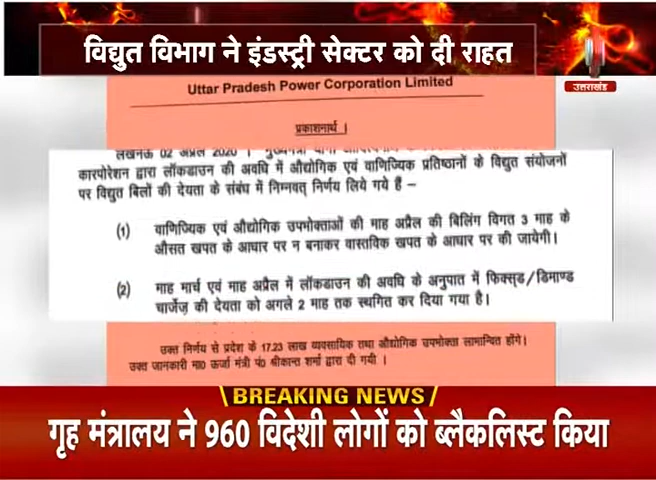 विद्युत विभाग ने इंडस्ट्री सेक्टर को दी राहत
उत्तराखंड
Uttar Pradesh Power Corporation Limited
प्रकाशनार्थ ।
लखनऊ 02 अप्रैल 2020 । मुख्यमंत्री योगी
कारपोरेशन द्वारा लॉकडाउन की अवधि में औद्योगिक एवं वाणिज्यिक प्रतिष्ठानों के विद्युत संयोजनों
पर विद्युत बिलों की देयता के संबंध में निम्नवत् निर्णय लिये गये हैं –
(1) वाणिज्यिक एवं औद्योगिक उपभोक्ताओं की माह अप्रैल की बिलिंग विगत 3 माह के
औसत खपत के आधार पर न बनाकर वास्तविक खपत के आधार पर की जायेगी।
(2) माह मार्च एवं माह अप्रैल में लॉकडाउन की अवधि के अनुपात में फिक्सड/डिमाण्ड
चार्जेज़ की देयता को अगले 2 माह तक स्थगित कर दिया गया है।
उक्त निर्णय से प्रदेश के 17.23 लाख व्यवसायिक तथा औद्योगिक उपभोक्ता लाभान्वित होंगे।
उक्त जानकारी मा0 ऊर्जा मंत्री पं0 श्रीकान्त शर्मा द्वारा दी गयी ।
BREAKING NEWS
गृह मंत्रालय ने 960 विदेशी लोगों को ब्लैकलिस्ट किया